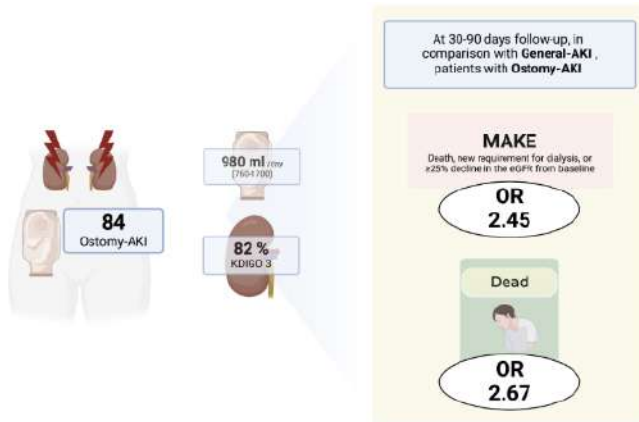 84
Ostomy-AKI
980 ml /day
(760-1700)
82 %
KDIGO 3
At 30-90 days follow-up, in
comparison with General-AKI ,
patients with Ostomy-AKI
MAKE
Death, new requirement for dialysis, or
≥25% decline in the eGFR from baseline
OR
2.45
Dead
OR
2.67